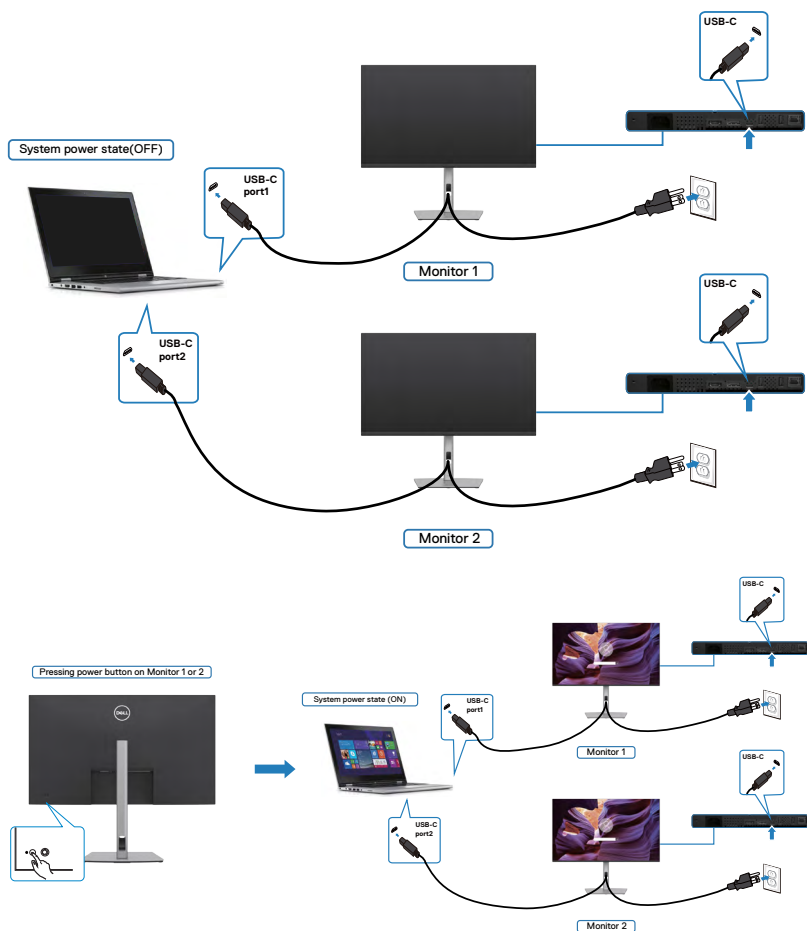 USB-C
System power state(OFF)
USB-C
port1
Monitor 1
USB-C
USB-C
port2
Monitor 2
USB-C
Pressing power button on Monitor 1 or 2
DELL
System power state (ON)
USB-C
port1
Monitor 1
USB-C
USB-C
port2
Monitor 2